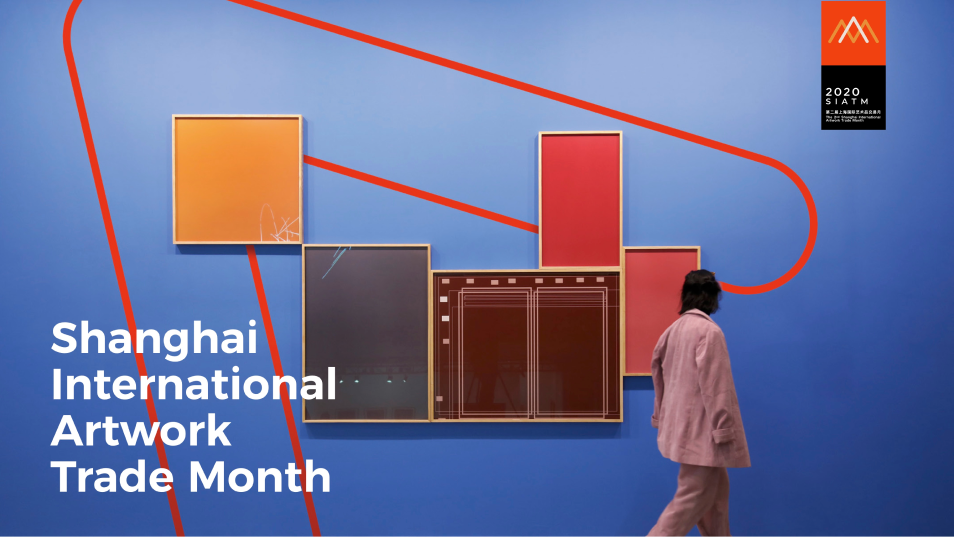 2020
SIATM
第二届上海国际艺术品交易月
The 2nd Shanghai International
Artwork Trade Month
Shanghai
International
Artwork
Trade Month